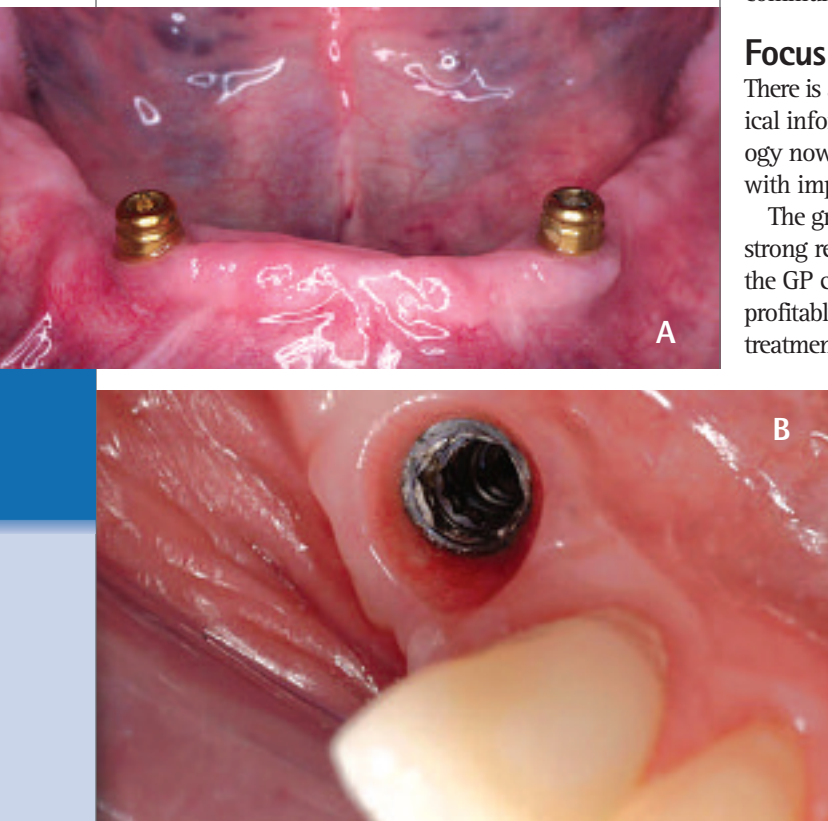 Focus
There is
ical info
ogy now
with imp
The gr
strong re
the GP c
profitabl
treatmen
A
B